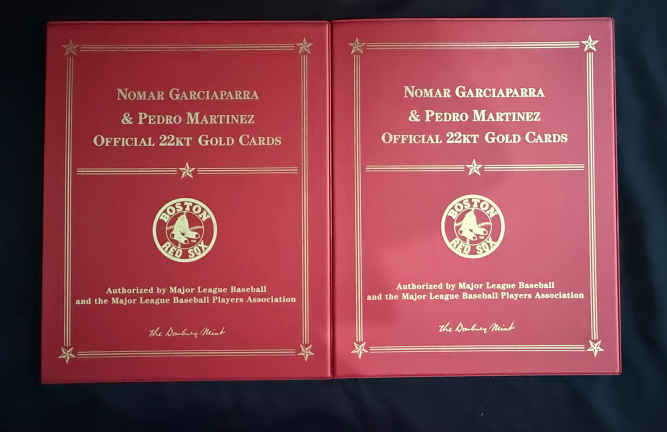 Nomar Garciaparra
& Pedro Martinez
Official 22kt Gold Cards
BOSTON
RED SOX
Authorized by Major League Baseball
and the Major League Baseball Players Association
The Danbury Mint
Nomar Garciaparra
& Pedro Martinez
Official 22kt Gold Cards
BOSTON
RED SOX
Authorized by Major League Baseball
and the Major League Baseball Players Association
The Danbury Mint